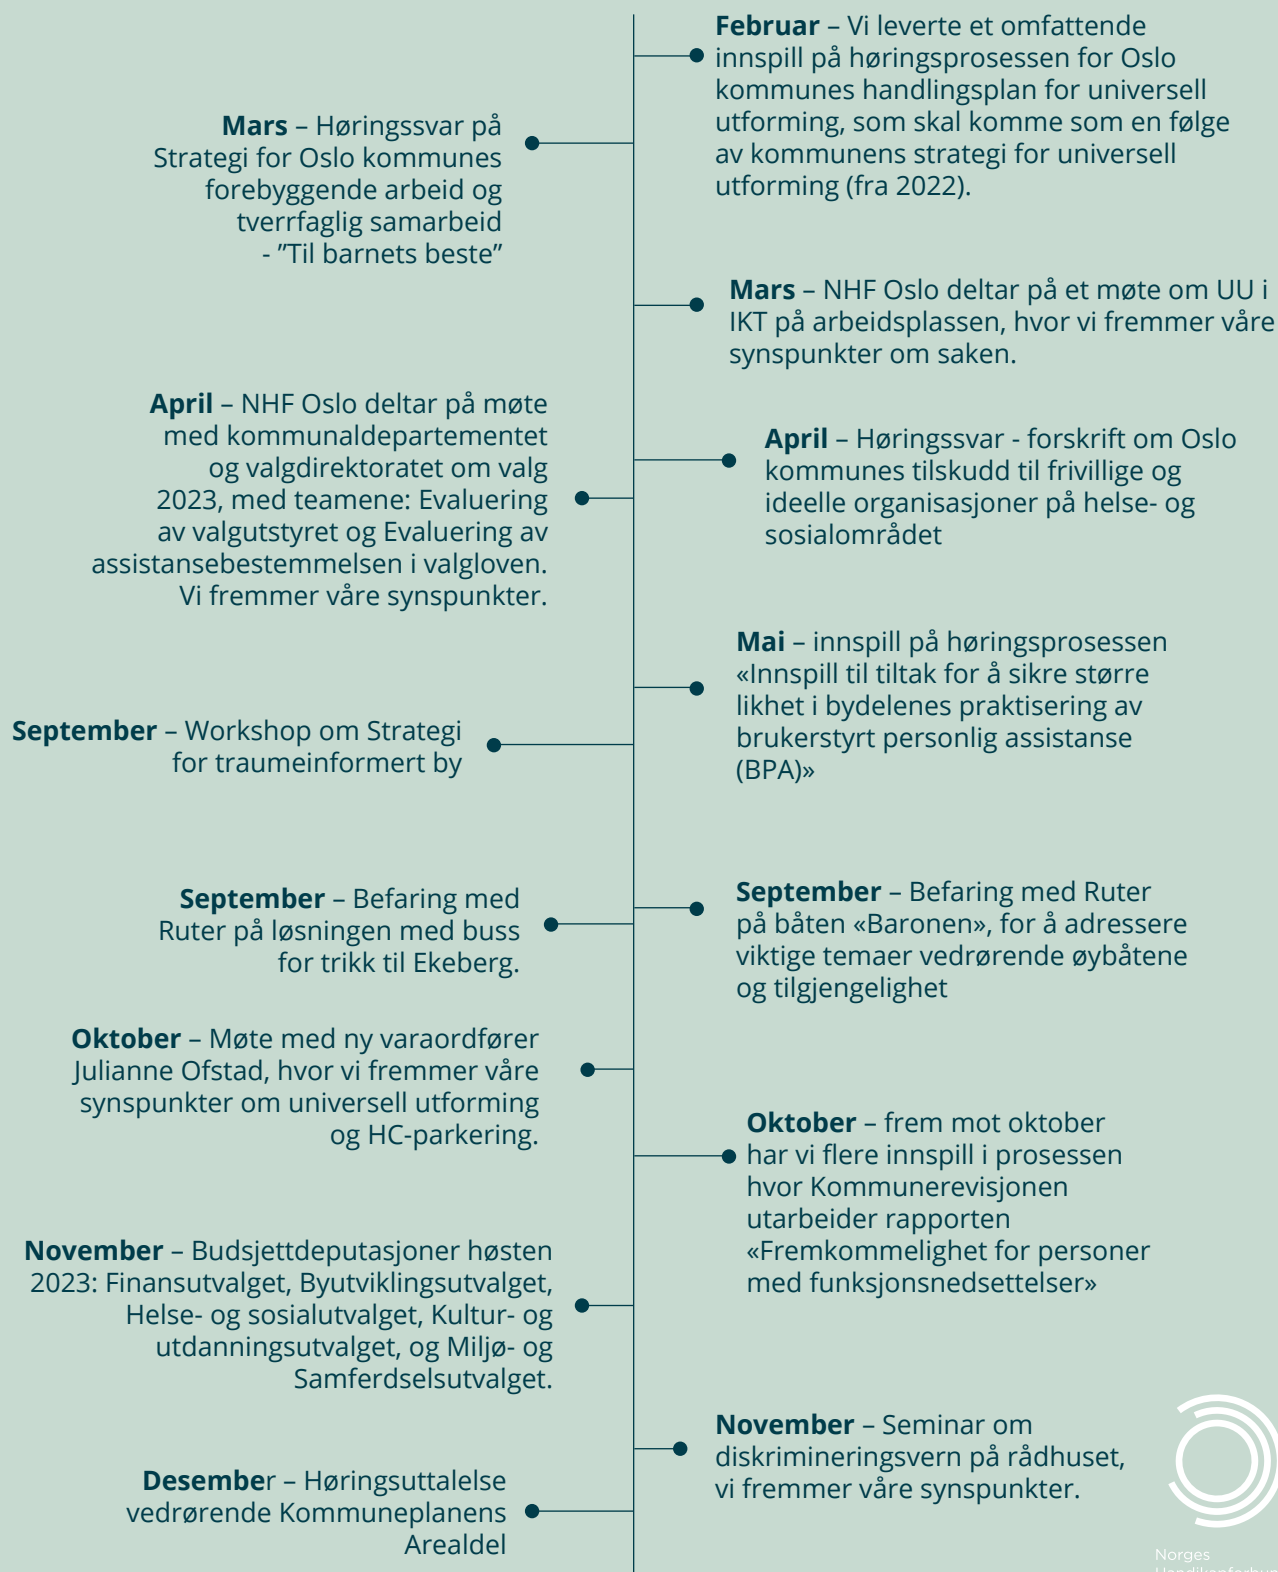 Februar – Vi leverte et omfattende
innspill på høringsprosessen for Oslo
kommunes handlingsplan for universell
utforming, som skal komme som en følge
av kommunens strategi for universell
utforming (fra 2022).
Mars – Høringssvar på
Strategi for Oslo kommunes
forebyggende arbeid og
tverrfaglig samarbeid
- ”Til barnets beste”
Mars – NHF Oslo deltar på et møte om UU i
IKT på arbeidsplassen, hvor vi fremmer våre
synspunkter om saken.
April – NHF Oslo deltar på møte
med kommunaldepartementet
og valgdirektoratet om valg
2023, med teamene: Evaluering
av valgutstyret og Evaluering av
assistansebestemmelsen i valgloven.
Vi fremmer våre synspunkter.
April – Høringssvar - forskrift om Oslo
kommunes tilskudd til frivillige og
ideelle organisasjoner på helse- og
sosialområdet
Mai – innspill på høringsprosessen
«Innspill til tiltak for å sikre større
likhet i bydelenes praktisering av
brukerstyrt personlig assistanse
(BPA)»
September – Workshop om Strategi
for traumeinformert by
September – Befaring med
Ruter på løsningen med buss
for trikk til Ekeberg.
September – Befaring med Ruter
på båten «Baronen», for å adressere
viktige temaer vedrørende øybåtene
og tilgjengelighet
Oktober – Møte med ny varaordfører
Julianne Ofstad, hvor vi fremmer våre
synspunkter om universell utforming
og HC-parkering.
Oktober – frem mot oktober
har vi flere innspill i prosessen
hvor Kommunerevisjonen
utarbeider rapporten
«Fremkommelighet for personer
med funksjonsnedsettelser»
November – Budsjettdeputasjoner høsten
2023: Finansutvalget, Byutviklingsutvalget,
Helse- og sosialutvalget, Kultur- og
utdanningsutvalget, og Miljø- og
Samferdselsutvalget.
November – Seminar om
diskrimineringsvern på rådhuset,
vi fremmer våre synspunkter.
Desember – Høringsuttalelse
vedrørende Kommuneplanens
Arealdel
Norges